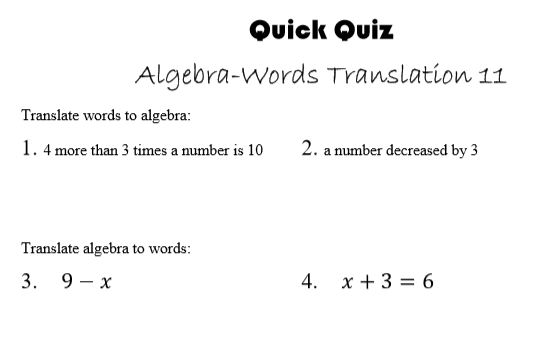 Quick Quiz
Algebra-Words Translation 11
Translate words to algebra:
1. 4 more than 3 times a number is 10 2. a number decreased by 3
Translate algebra to words:
3. 9 − x 4. x + 3 = 6